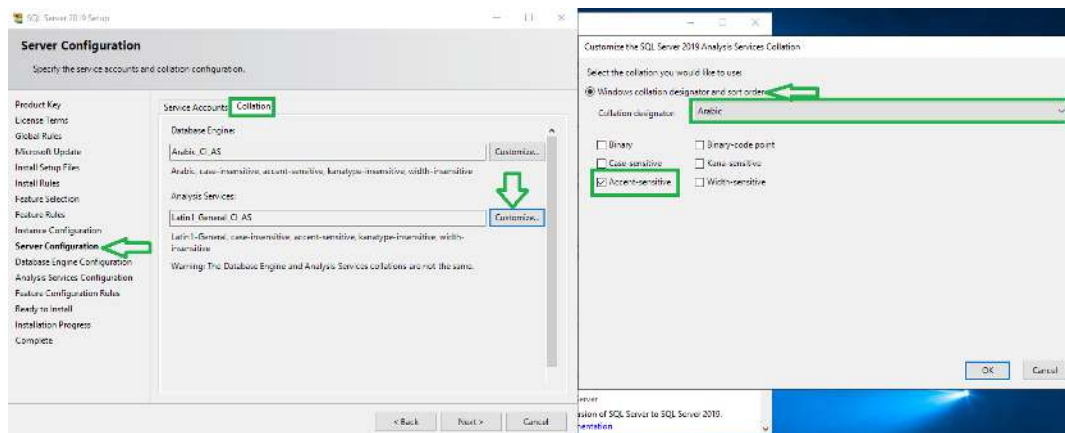 SQL Server 2019 Setup
Server Configuration
Specify the service accounts and collation configuration.
Product Key
License Terms
Global Rules
Microsoft Update
Install Setup Files
Install Rules
Feature Selection
Feature Rules
Instance Configuration
Server Configuration
Database Engine Configuration
Analysis Services Configuration
Feature Configuration Rules
Ready to Install
Installation Progress
Complete
Service Accounts Collation
Database Engine:
Arabic_CI_AS Customize...
Arabic, case-insensitive, accent-sensitive, kanatype-insensitive, width-insensitive
Analysis Services:
Latin1_General_CI_AS Customize...
Latin1-General, case-insensitive, accent-sensitive, kanatype-insensitive, width-
insensitive
Warning: The Database Engine and Analysis Services collations are not the same.
< Back Next > Cancel
Customize the SQL Server 2019 Analysis Services Collation
Select the collation you would like to use:
Windows collation designator and sort order
Collation designator: Arabic
Binary Binary-code point
Case-sensitive Kana-sensitive
Accent-sensitive Width-sensitive
OK Cancel
erver
rsion of SQL Server to SQL Server 2019.
mentation